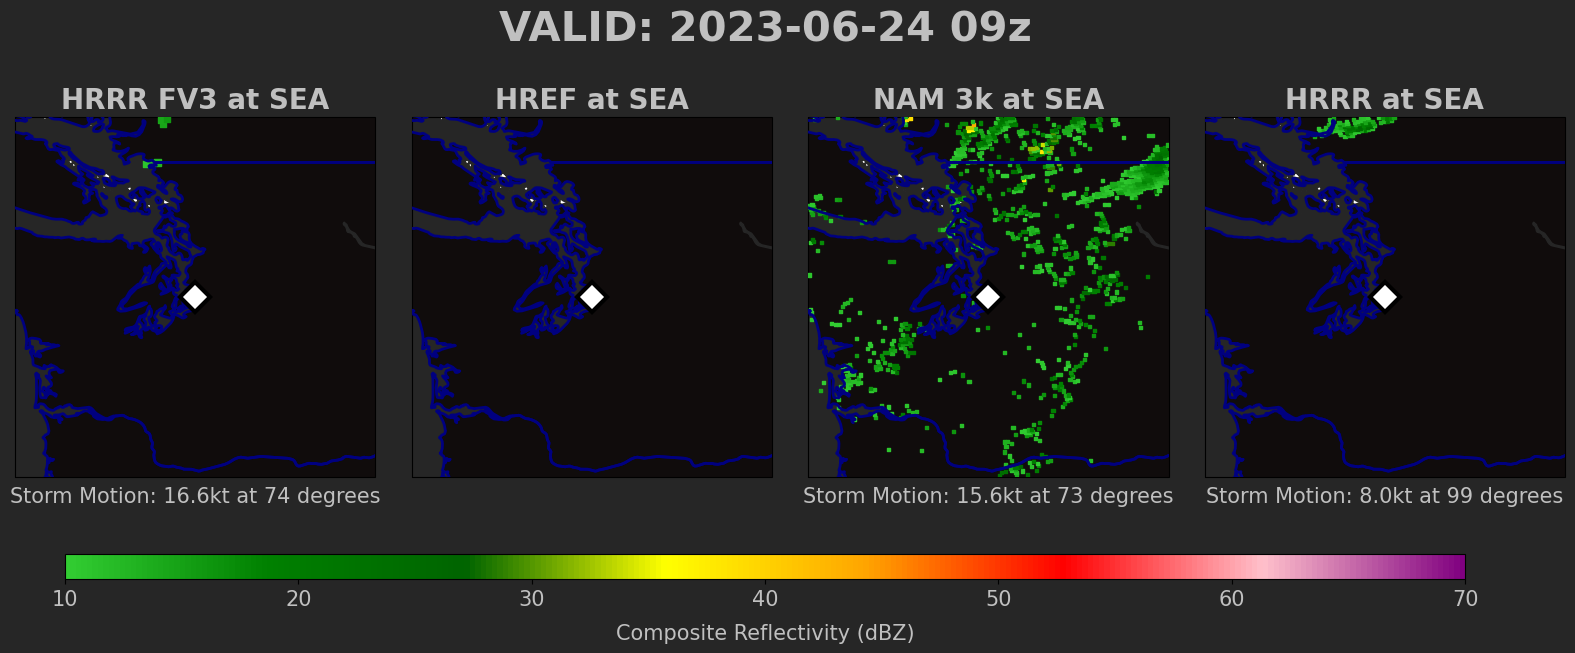 VALID: 2023-06-24 09z
HRRR FV3 at SEA
HREF at SEA
NAM 3k at SEA
HRRR at SEA
Storm Motion: 16.6kt at 74 degrees
Storm Motion: 15.6kt at 73 degrees
Storm Motion: 8.0kt at 99 degrees
10 20 30 40 50 60 70
Composite Reflectivity (dBZ)